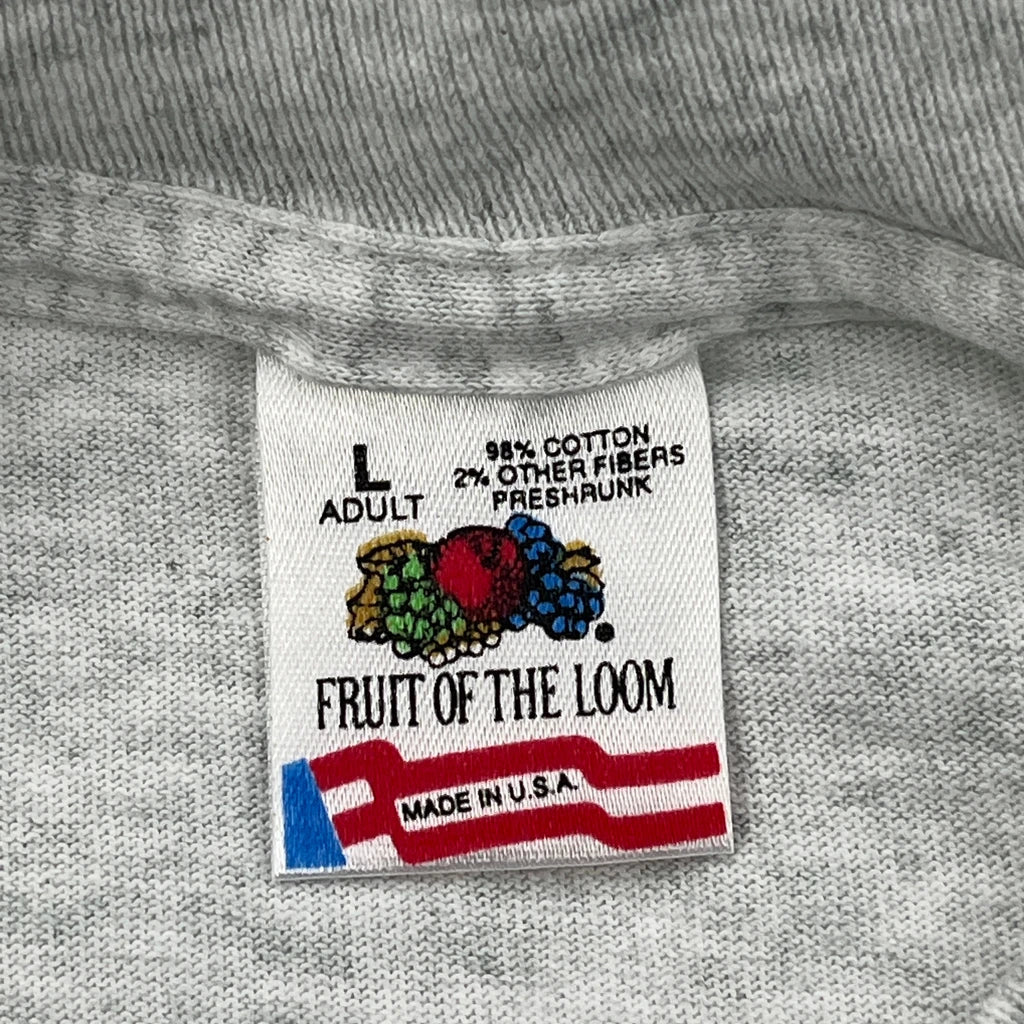 L
ADULT
98% COTTON
2% OTHER FIBERS
PRESHRUNK
FRUIT OF THE LOOM
MADE IN U.S.A.